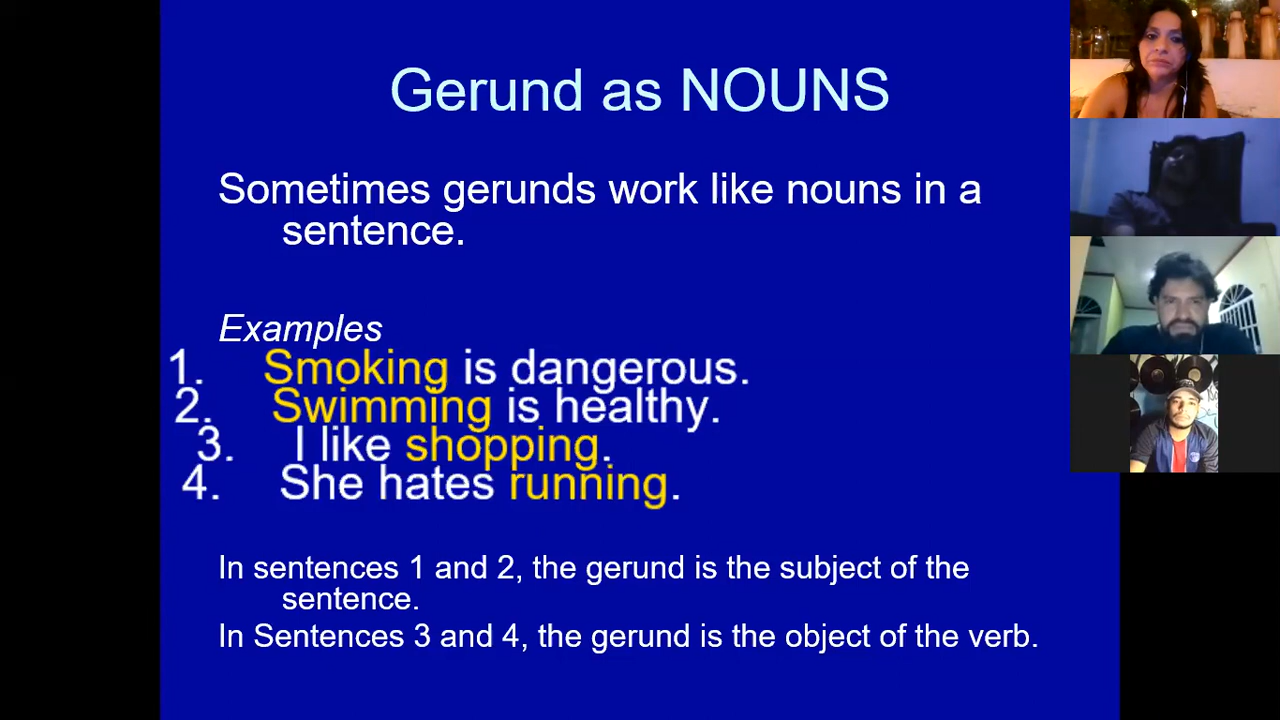 Gerund as NOUNS
Sometimes gerunds work like nouns in a
sentence.
Examples
1. Smoking is dangerous.
2. Swimming is healthy.
3. I like shopping.
4. She hates running.
In sentences 1 and 2, the gerund is the subject of the
sentence.
In Sentences 3 and 4, the gerund is the object of the verb.